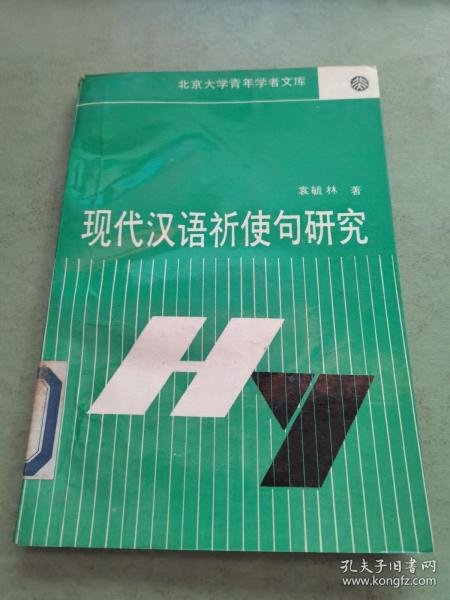 北京大学青年学者文库
袁毓林 著
现代汉语祈使句研究
HY
孔夫子旧书网
www.kongfz.com